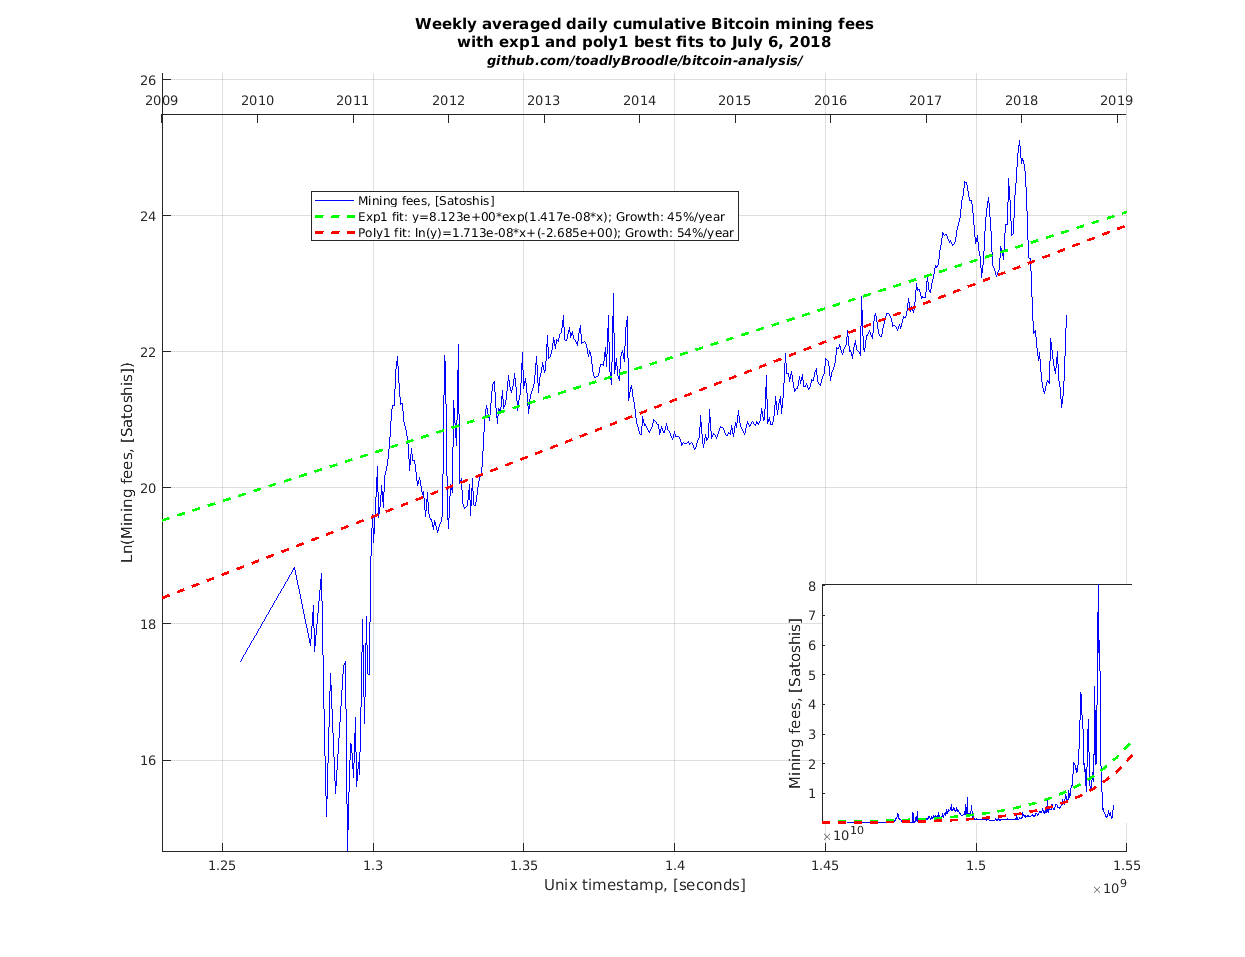 Weekly averaged daily cumulative Bitcoin mining fees
with exp1 and poly1 best fits to July 6, 2018
github.com/toadlyBroodle/bitcoin-analysis/
26
2009 2010 2011 2012 2013 2014 2015 2016 2017 2018 2019
Mining fees, [Satoshis]
Exp1 fit: y=8.123e+00*exp(1.417e-08*x); Growth: 45%/year
Poly1 fit: ln(y)=1.713e-08*x+(-2.685e+00); Growth: 54%/year
24
22
20
18
16
Ln(Mining fees, [Satoshis])
8
7
6
5
4
3
2
1
Mining fees, [Satoshis]
×10^10
1.25 1.3 1.35 1.4 1.45 1.5 1.55
Unix timestamp, [seconds]
×10^9